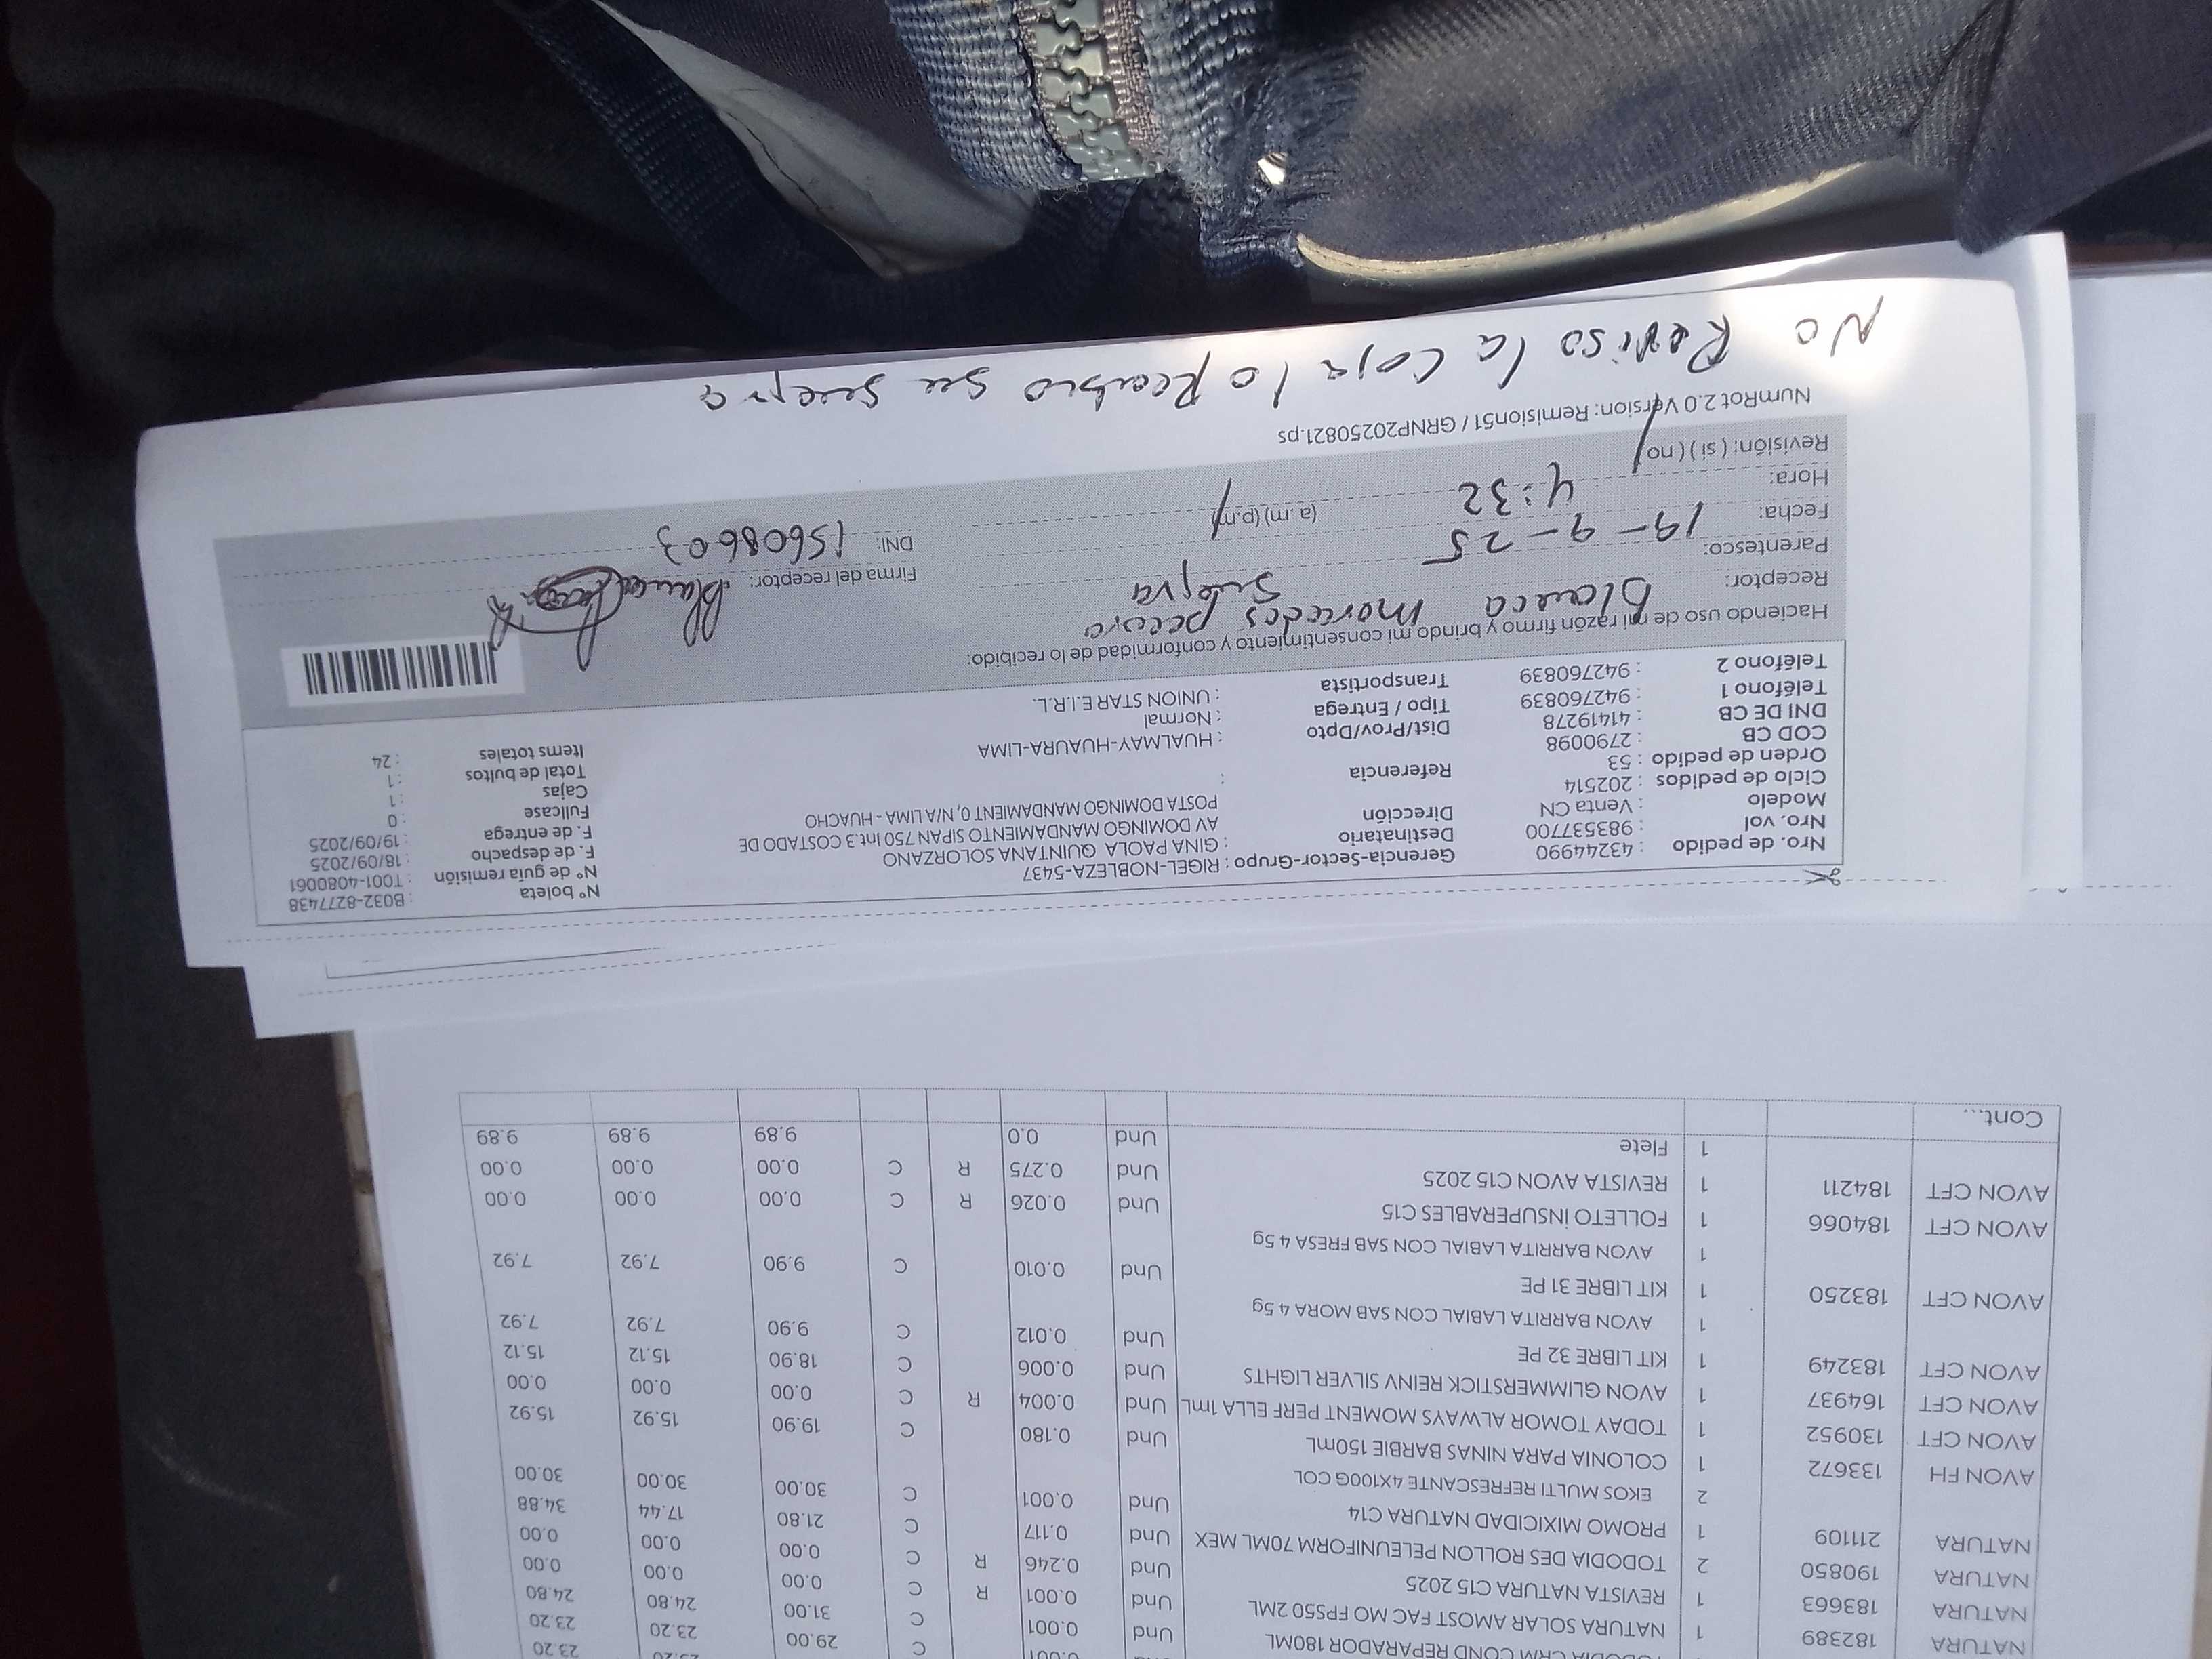 CRM COND REPARADOR 180ML 29.00 23.20 23.20
NATURA 182389 1 NATURA SOLAR AMOST FAC MO FPS50 2ML Und 0.001 C 31.00 24.80 24.80
NATURA 183663 1 REVISTA NATURA C15 2025 Und 0.246 R C 0.00 0.00 0.00
NATURA 190850 2 TODODIA DES ROLLON PELEUNIFORM 70ML MEX Und 0.117 C 21.80 17.44 34.88
NATURA 211109 1 PROMO MIXICIDAD NATURA C14 Und 0.001 C 30.00 30.00 30.00
2 EKOS MULTI REFRESCANTE 4X100G COL
AVON FH 133672 1 COLONIA PARA NINAS BARBIE 150mL Und 0.180 C 19.90 15.92 15.92
AVON CFT 130952 1 TODAY TOMOR ALWAYS MOMENT PERF ELLA 1mL Und 0.004 R C 0.00 0.00 0.00
AVON CFT 164937 1 AVON GLIMMERSTICK REINV SILVER LIGHTS Und 0.006 C 18.90 15.12 15.12
AVON CFT 183249 1 KIT LIBRE 32 PE Und 0.012 C 9.90 7.92 7.92
1 AVON BARRITA LABIAL CON SAB MORA 4 5g
AVON CFT 183250 1 KIT LIBRE 31 PE Und 0.010 C 9.90 7.92 7.92
1 AVON BARRITA LABIAL CON SAB FRESA 4 5g
AVON CFT 184066 1 FOLLETO INSUPERABLES C15 Und 0.026 R C 0.00 0.00 0.00
AVON CFT 184211 1 REVISTA AVON C15 2025 Und 0.275 R C 0.00 0.00 0.00
1 Flete Und 0.0 9.89 9.89 9.89
Cont...
Nro. de pedido : 43244990 Gerencia-Sector-Grupo : RIGEL-NOBLEZA-5437 N° boleta : B032-8277438
Nro. vol : 983537700 Destinatario : GINA PAOLA QUINTANA SOLORZANO N° de guía remisión : T001-4080061
Modelo : Venta CN Dirección AV DOMINGO MANDAMIENTO SIPAN 750 Int.3 COSTADO DE F. de despacho : 18/09/2025
Ciclo de pedidos : 202514 POSTA DOMINGO MANDAMIENTO 0, N/A LIMA - HUACHO F. de entrega : 19/09/2025
Orden de pedido : 53 Referencia : Fullcase : 0
COD CB : 2790098 Dist/Prov/Dpto : HUALMAY-HUAURA-LIMA Cajas : 1
DNI DE CB : 41419278 Tipo / Entrega : Normal Total de bultos : 1
Teléfono 1 : 942760839 Transportista : UNION STAR E.I.R.L. Items totales : 24
Teléfono 2 : 942760839
Haciendo uso de mi razón firmo y brindo mi consentimiento y conformidad de lo recibido:
Receptor: Blanca
Parentesco: Suegra Firma del receptor: Blanca
Fecha: 19-9-25 DNI: 15608603
Hora: 4:32 (a.m) (p.m)
Revisión: ( si ) ( no )
NumRot 2.0 Version: Remision51 / GRNP20250821.ps
No Reviso la caja lo Recibio su suegra